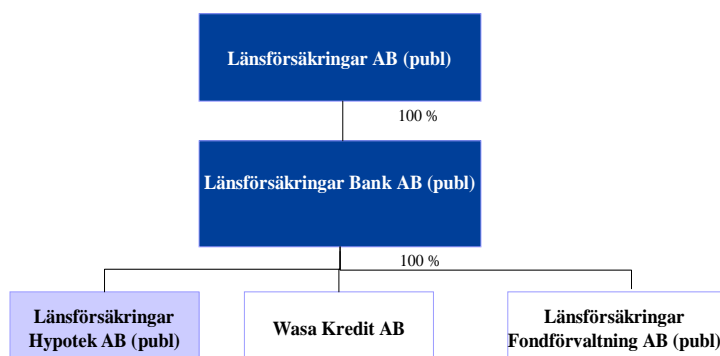 Länsförsäkringar AB (publ)
100 %
Länsförsäkringar Bank AB (publ)
100 %
Länsförsäkringar
Hypotek AB (publ)
Wasa Kredit AB
Länsförsäkringar
Fondförvaltning AB (publ)